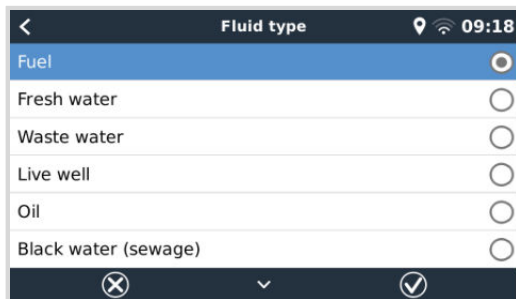 Fluid type 09:18
Fuel
Fresh water
Waste water
Live well
Oil
Black water (sewage)